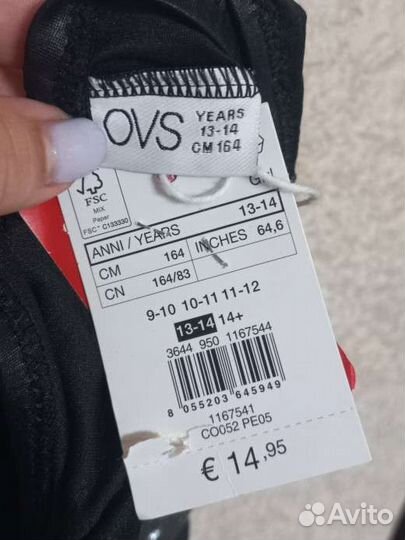 OVS
YEARS
13-14
CM 164
FSC
MIX
Paper
FSC® C133330
ANNI / YEARS 13-14
CM 164 INCHES 64,6
CN 164/83
9-10 10-11 11-12
13-14 14+
3644 950 1167544
8 055203 645949
1167541
CO052 PE05
€ 14,95
Avito